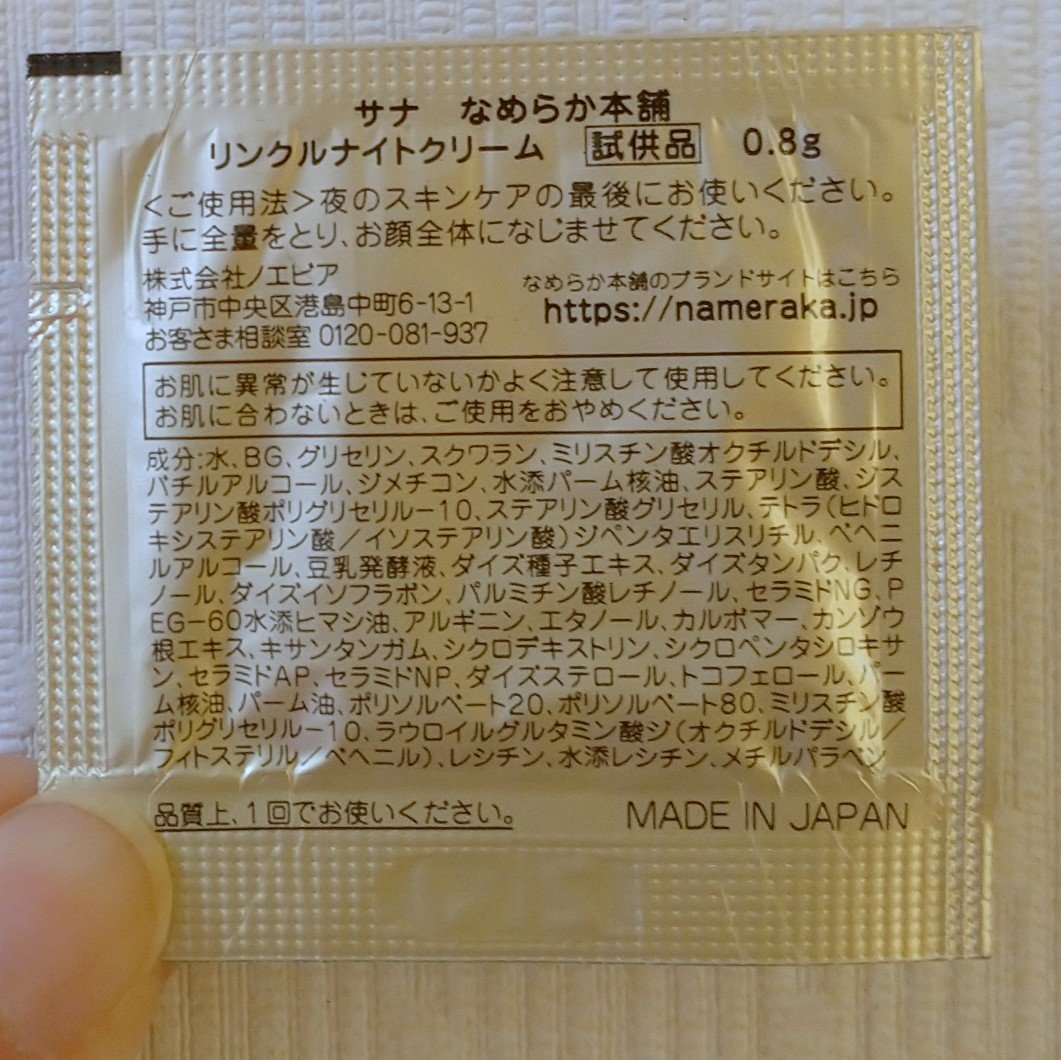 サナ なめらか本舗
リンクルナイトクリーム 試供品 0.8g
＜ご使用法＞夜のスキンケアの最後にお使いください。
手に全量をとり、お顔全体になじませてください。
株式会社ノエビア
神戸市中央区港島中町6-13-1
お客さま相談室 0120-081-937
なめらか本舗のブランドサイトはこちら
https://nameraka.jp
お肌に異常が生じていないかよく注意して使用してください。
お肌に合わないときは、ご使用をおやめください。
成分:水、BG、グリセリン、スクワラン、ミリスチン酸オクチルドデシル、
バチルアルコール、ジメチコン、水添パーム核油、ステアリン酸、ジス
テアリン酸ポリグリセリル－10、ステアリン酸グリセリル、テトラ(ヒドロ
キシステアリン酸／イソステアリン酸)ジペンタエリスリチル、ベヘニ
ルアルコール、豆乳発酵液、ダイズ種子エキス、ダイズタンパク、レチ
ノール、ダイズイソフラボン、パルミチン酸レチノール、セラミドNG、P
EG-60水添ヒマシ油、アルギニン、エタノール、カルボマー、カンゾウ
根エキス、キサンタンガム、シクロデキストリン、シクロペンタシロキサ
ン、セラミドAP、セラミドNP、ダイズステロール、トコフェロール、パー
ム核油、パーム油、ポリソルベート20、ポリソルベート80、ミリスチン酸
ポリグリセリル－10、ラウロイルグルタミン酸ジ(オクチルドデシル／
フィトステリル／ベヘニル)、レシチン、水添レシチン、メチルパラベン
品質上、1回でお使いください。
MADE IN JAPAN